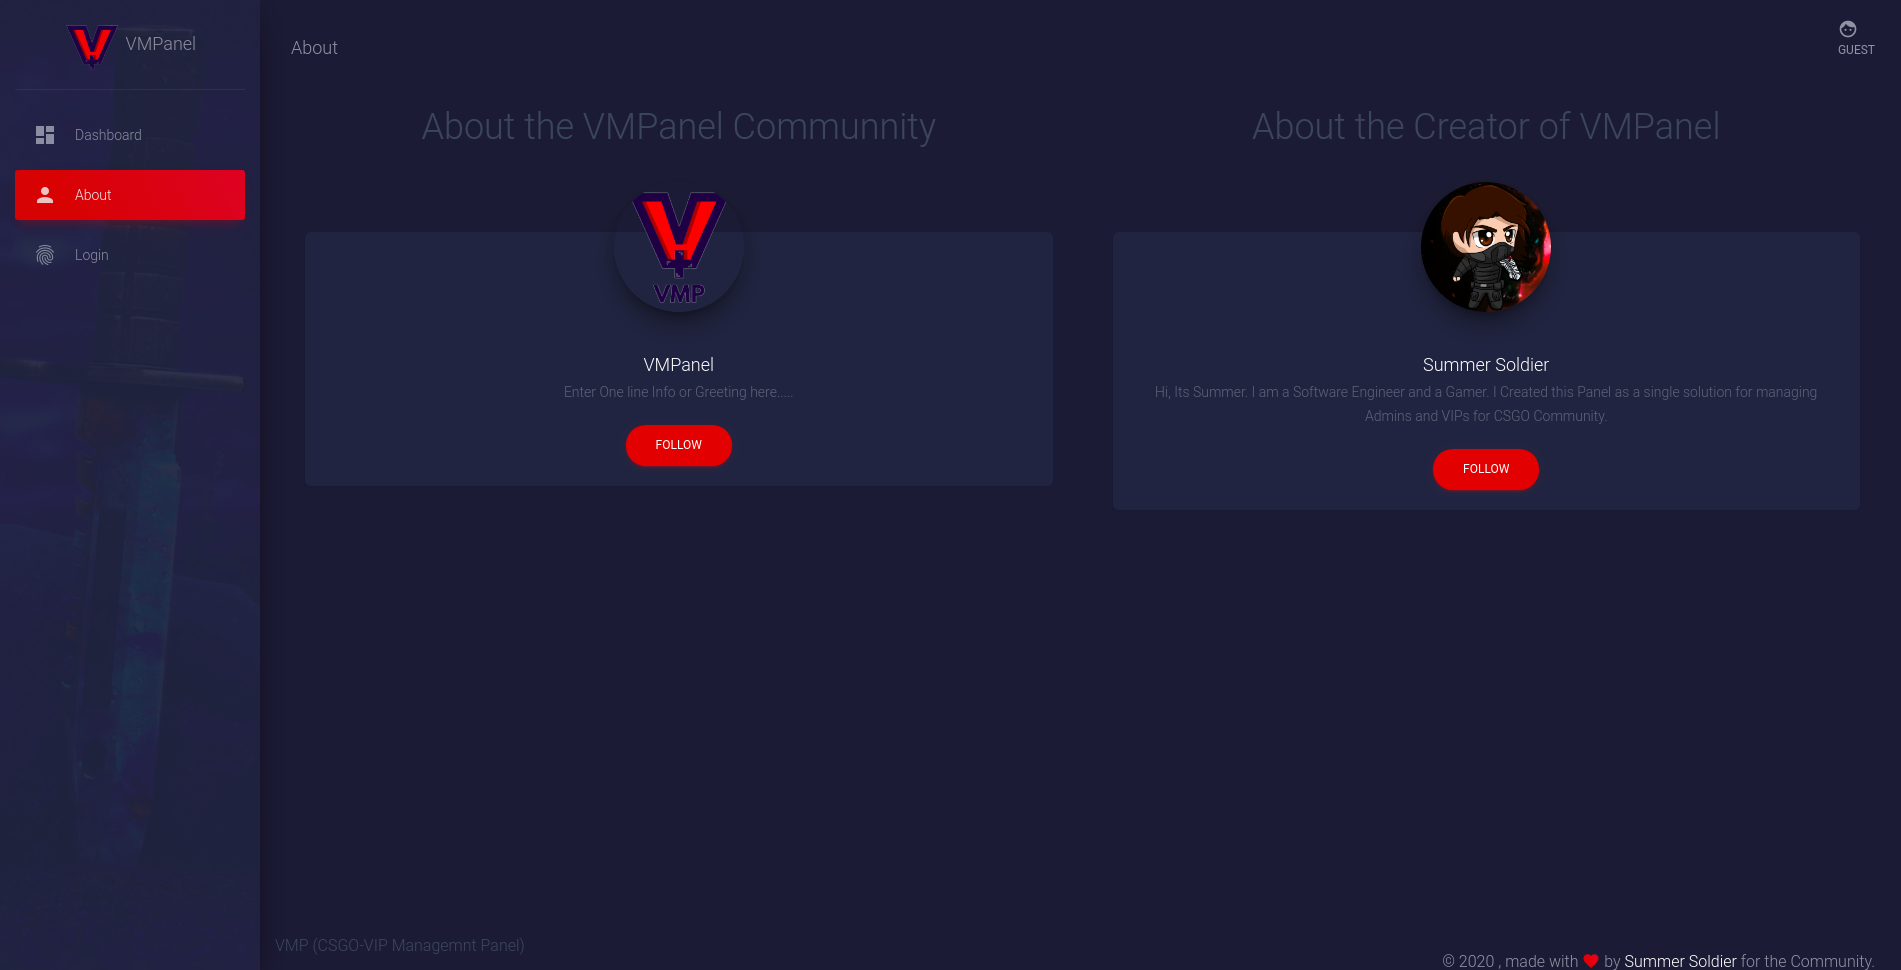 VMPanel
Dashboard
About
Login
About
GUEST
About the VMPanel Communnity
VMP
VMPanel
Enter One line Info or Greeting here.....
FOLLOW
About the Creator of VMPanel
Summer Soldier
Hi, Its Summer. I am a Software Engineer and a Gamer. I Created this Panel as a single solution for managing
Admins and VIPs for CSGO Community.
FOLLOW
VMP (CSGO-VIP Managemnt Panel)
© 2020 , made with ♥ by Summer Soldier for the Community.